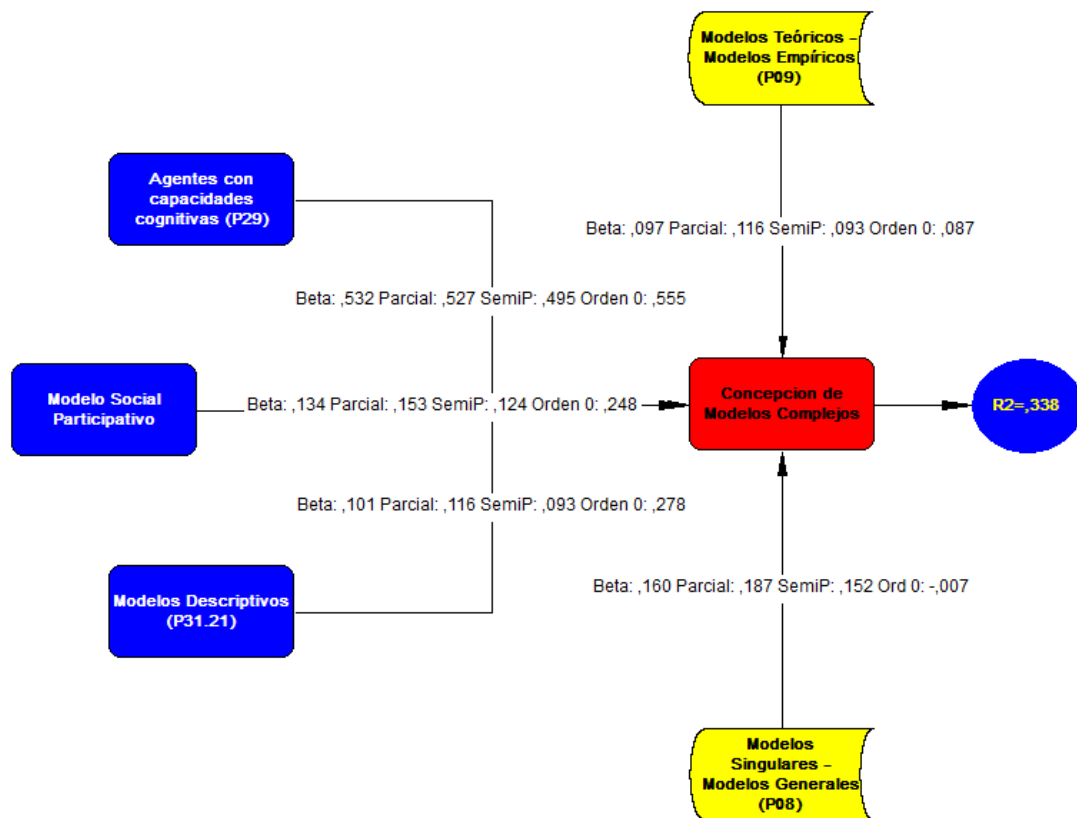 Modelos Teóricos –
Modelos Empíricos
(P09)
Agentes con
capacidades
cognitivas (P29)
Beta: ,097 Parcial: ,116 SemiP: ,093 Orden 0: ,087
Beta: ,532 Parcial: ,527 SemiP: ,495 Orden 0: ,555
Modelo Social
Participativo
Beta: ,134 Parcial: ,153 SemiP: ,124 Orden 0: ,248
Concepcion de
Modelos Complejos
R2=,338
Beta: ,101 Parcial: ,116 SemiP: ,093 Orden 0: ,278
Modelos Descriptivos
(P31.21)
Beta: ,160 Parcial: ,187 SemiP: ,152 Ord 0: -,007
Modelos
Singulares –
Modelos Generales
(P08)